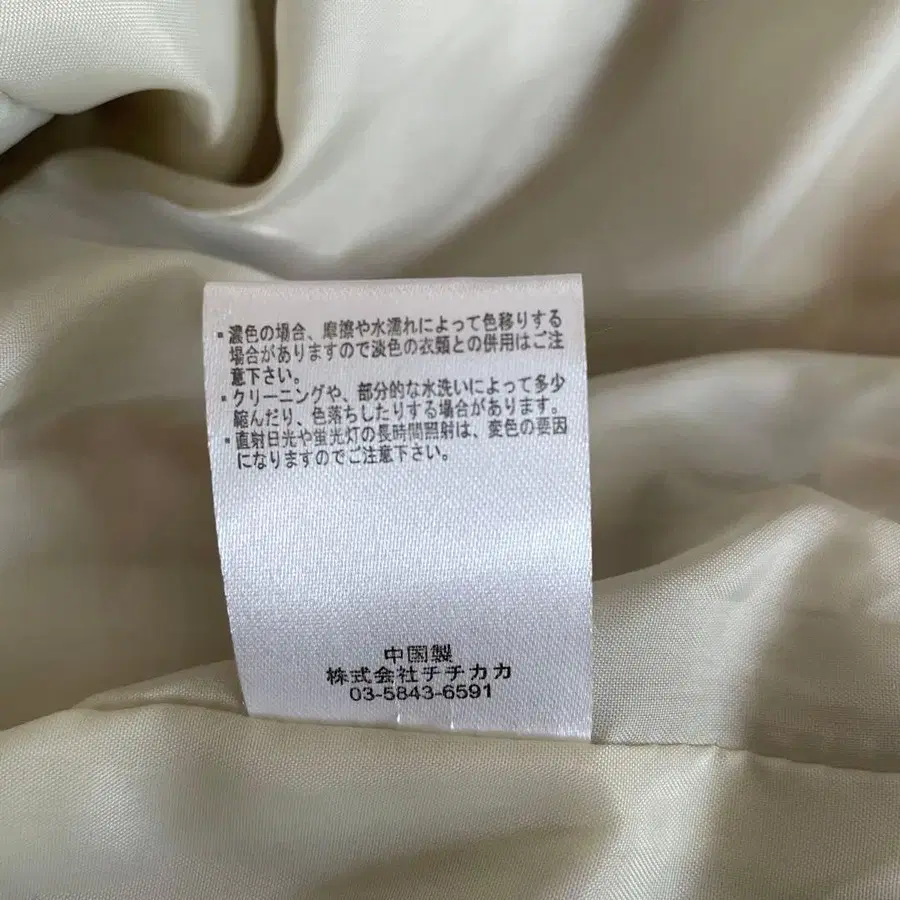 ・濃色の場合、摩擦や水濡れによって色移りする
場合がありますので淡色の衣類との併用はご注
意下さい。
・クリーニングや、部分的な水洗いによって多少
縮んだり、色落ちしたりする場合があります。
・直射日光や蛍光灯の長時間照射は、変色の要因
になりますのでご注意下さい。
中国製
株式会社チチカカ
03-5843-6591